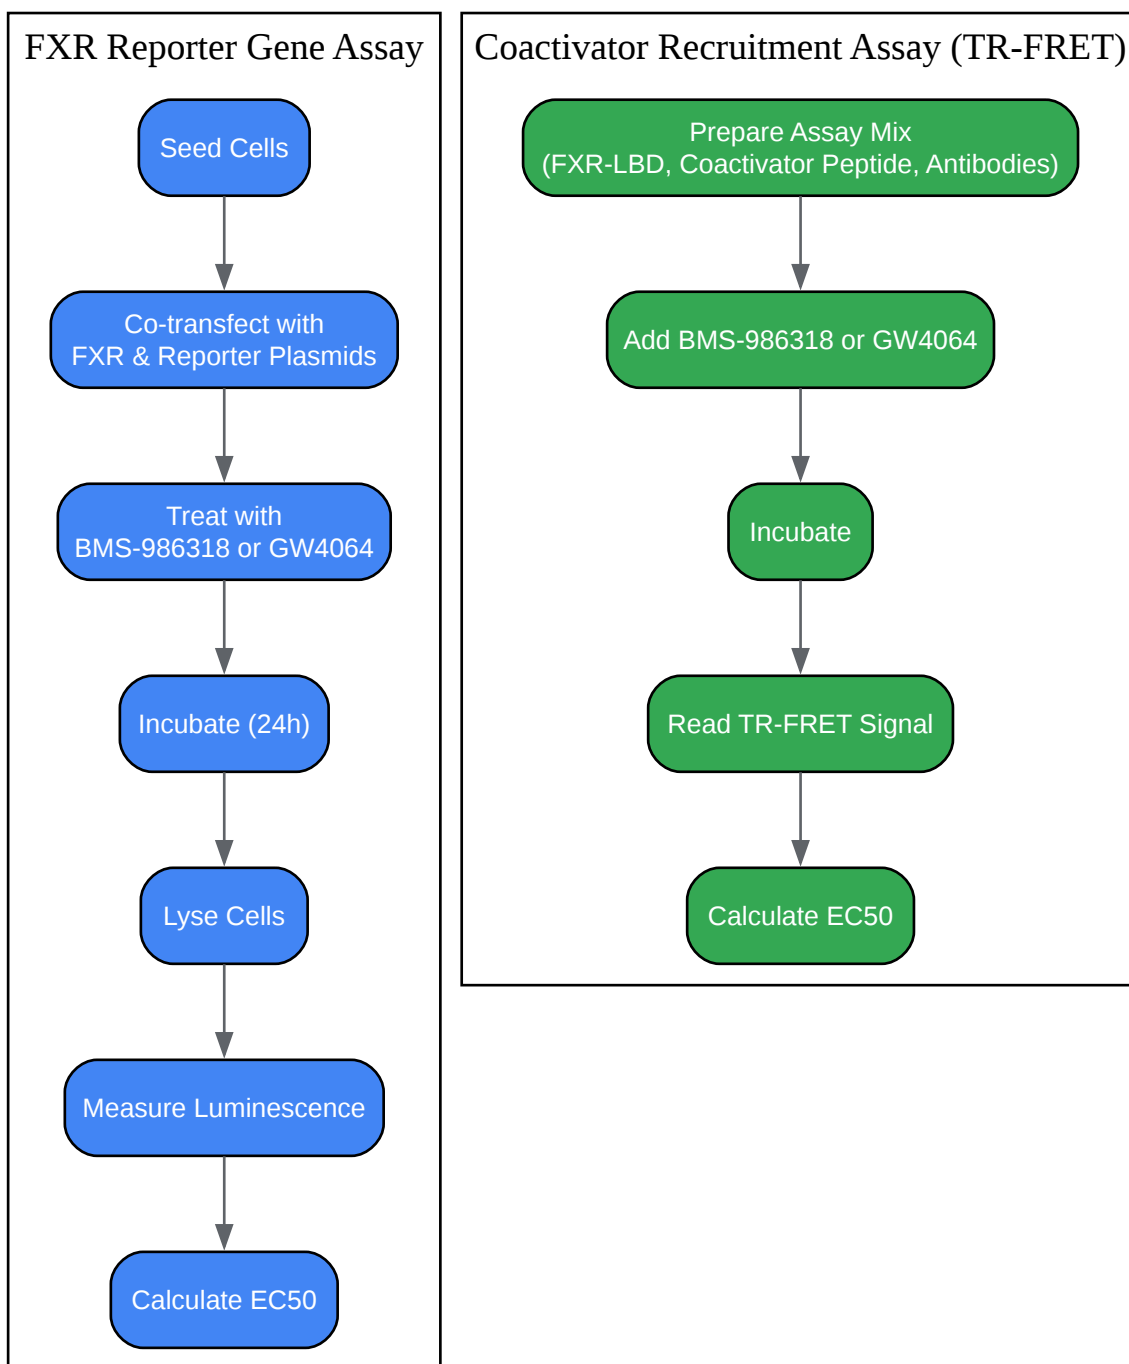 FXR Reporter Gene Assay
Seed Cells
Co-transfect with
FXR & Reporter Plasmids
Treat with
BMS-986318 or GW4064
Incubate (24h)
Lyse Cells
Measure Luminescence
Calculate EC50
Coactivator Recruitment Assay (TR-FRET)
Prepare Assay Mix
(FXR-LBD, Coactivator Peptide, Antibodies)
Add BMS-986318 or GW4064
Incubate
Read TR-FRET Signal
Calculate EC50